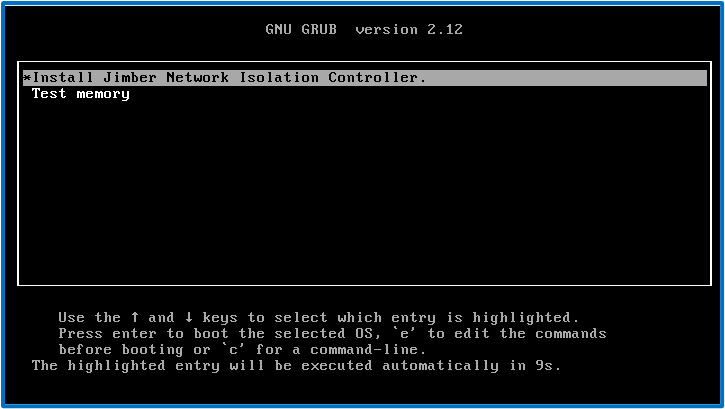 GNU GRUB  version 2.12
*Install Jimber Network Isolation Controller.
Test memory
Use the ↑ and ↓ keys to select which entry is highlighted.
Press enter to boot the selected OS, `e' to edit the commands
before booting or `c' for a command-line.
The highlighted entry will be executed automatically in 9s.